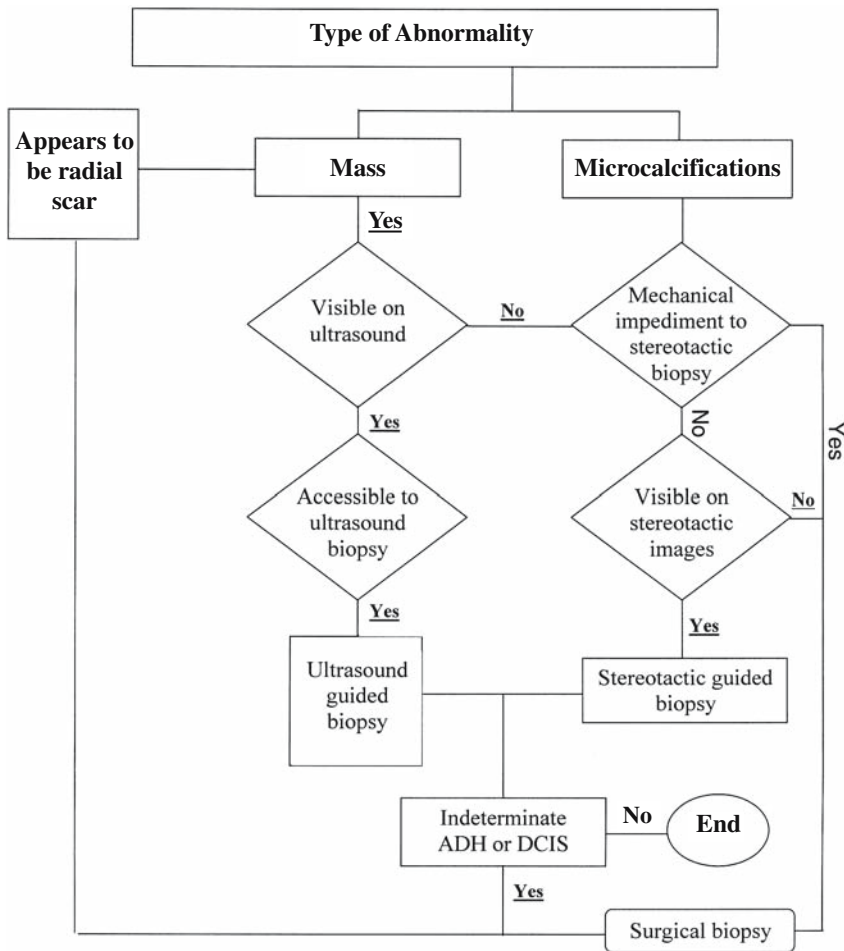 Type of Abnormality
Appears to
be radial
scar
Mass
Microcalcifications
Yes
Visible on
ultrasound
No
Mechanical
impediment to
stereotactic
biopsy
Yes
No
Yes
Accessible to
ultrasound
biopsy
Visible on
stereotactic
images
No
Yes
Yes
Ultrasound
guided
biopsy
Stereotactic guided
biopsy
Indeterminate
ADH or DCIS
No
End
Yes
Surgical biopsy